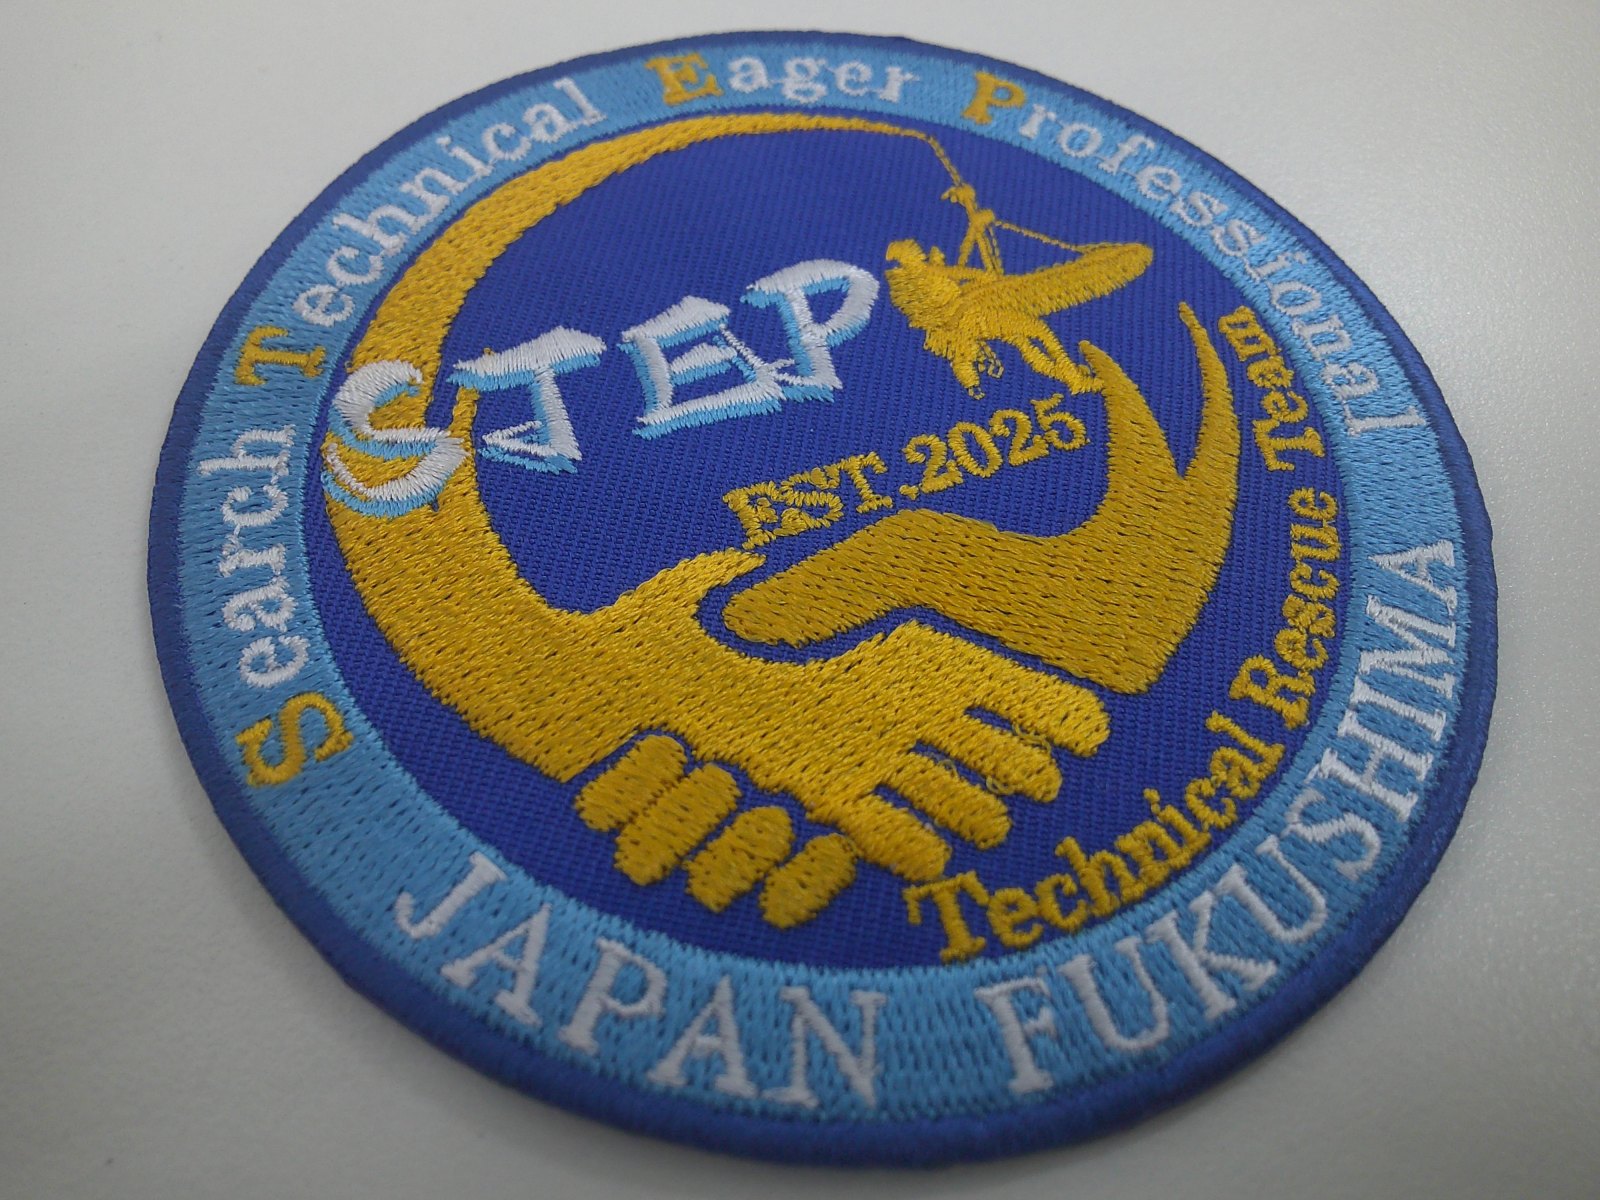 Search Technical Eager Professional
STEP
EST.2025
Technical Rescue Team
JAPAN FUKUSHIMA